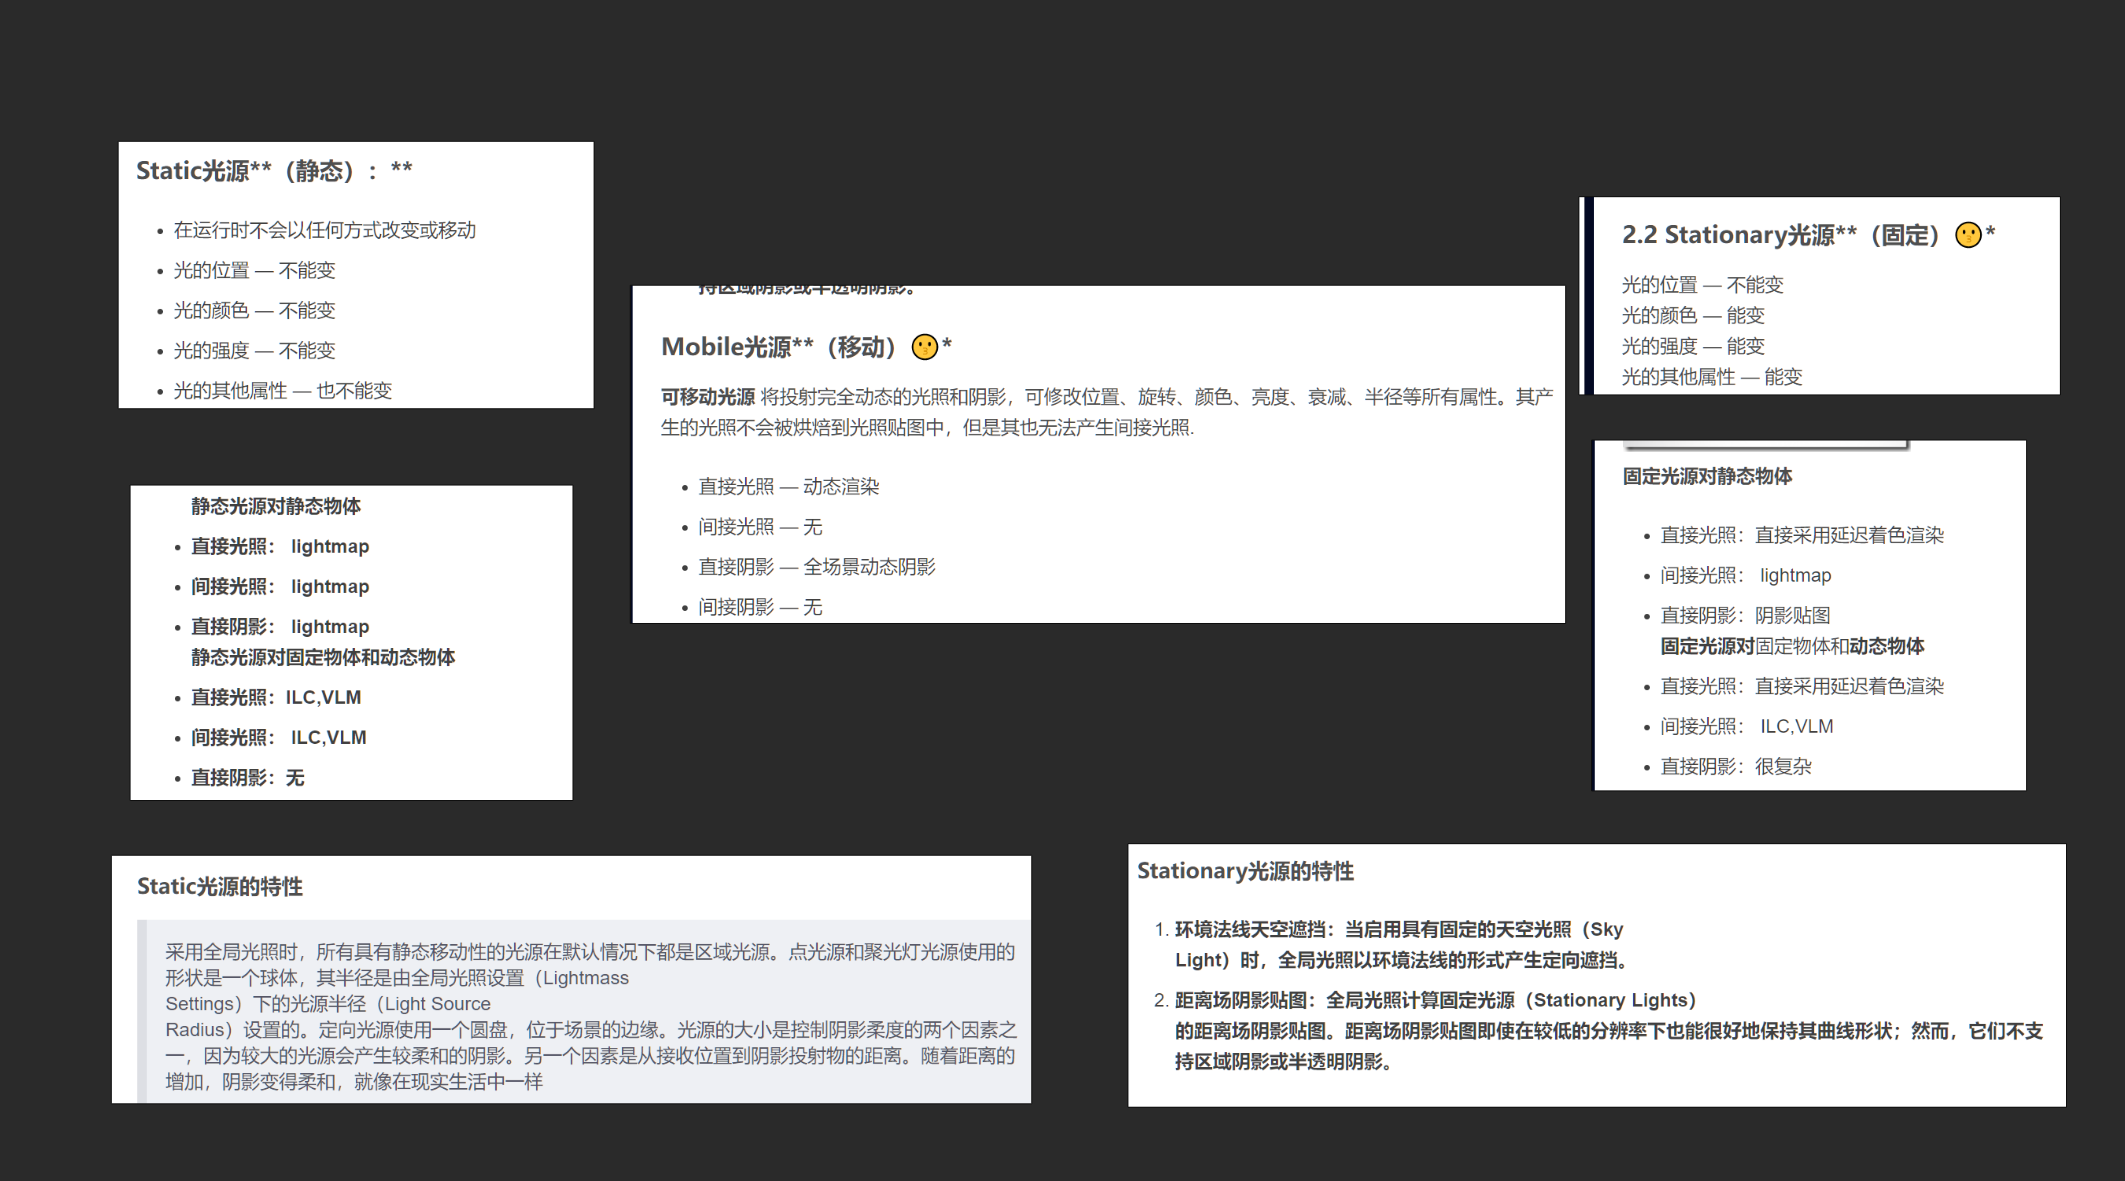 Static光源**（静态）：**
在运行时不会以任何方式改变或移动
光的位置 — 不能变
光的颜色 — 不能变
光的强度 — 不能变
光的其他属性 — 也不能变
静态光源对静态物体
直接光照： lightmap
间接光照： lightmap
直接阴影： lightmap
静态光源对固定物体和动态物体
直接光照：ILC,VLM
间接光照： ILC,VLM
直接阴影：无
持区域阴影或半透明阴影。
Mobile光源**（移动）😗*
可移动光源 将投射完全动态的光照和阴影，可修改位置、旋转、颜色、亮度、衰减、半径等所有属性。其产
生的光照不会被烘焙到光照贴图中，但是其也无法产生间接光照.
直接光照 — 动态渲染
间接光照 — 无
直接阴影 — 全场景动态阴影
间接阴影 — 无
2.2 Stationary光源**（固定）😗*
光的位置 — 不能变
光的颜色 — 能变
光的强度 — 能变
光的其他属性 — 能变
固定光源对静态物体
直接光照：直接采用延迟着色渲染
间接光照： lightmap
直接阴影：阴影贴图
固定光源对固定物体和动态物体
直接光照：直接采用延迟着色渲染
间接光照： ILC,VLM
直接阴影：很复杂
Static光源的特性
采用全局光照时，所有具有静态移动性的光源在默认情况下都是区域光源。点光源和聚光灯光源使用的
形状是一个球体，其半径是由全局光照设置（Lightmass
Settings）下的光源半径（Light Source
Radius）设置的。定向光源使用一个圆盘，位于场景的边缘。光源的大小是控制阴影柔度的两个因素之
一，因为较大的光源会产生较柔和的阴影。另一个因素是从接收位置到阴影投射物的距离。随着距离的
增加，阴影变得柔和，就像在现实生活中一样
Stationary光源的特性
1. 环境法线天空遮挡：当启用具有固定的天空光照（Sky
Light）时，全局光照以环境法线的形式产生定向遮挡。
2. 距离场阴影贴图：全局光照计算固定光源（Stationary Lights）
的距离场阴影贴图。距离场阴影贴图即使在较低的分辨率下也能很好地保持其曲线形状；然而，它们不支
持区域阴影或半透明阴影。